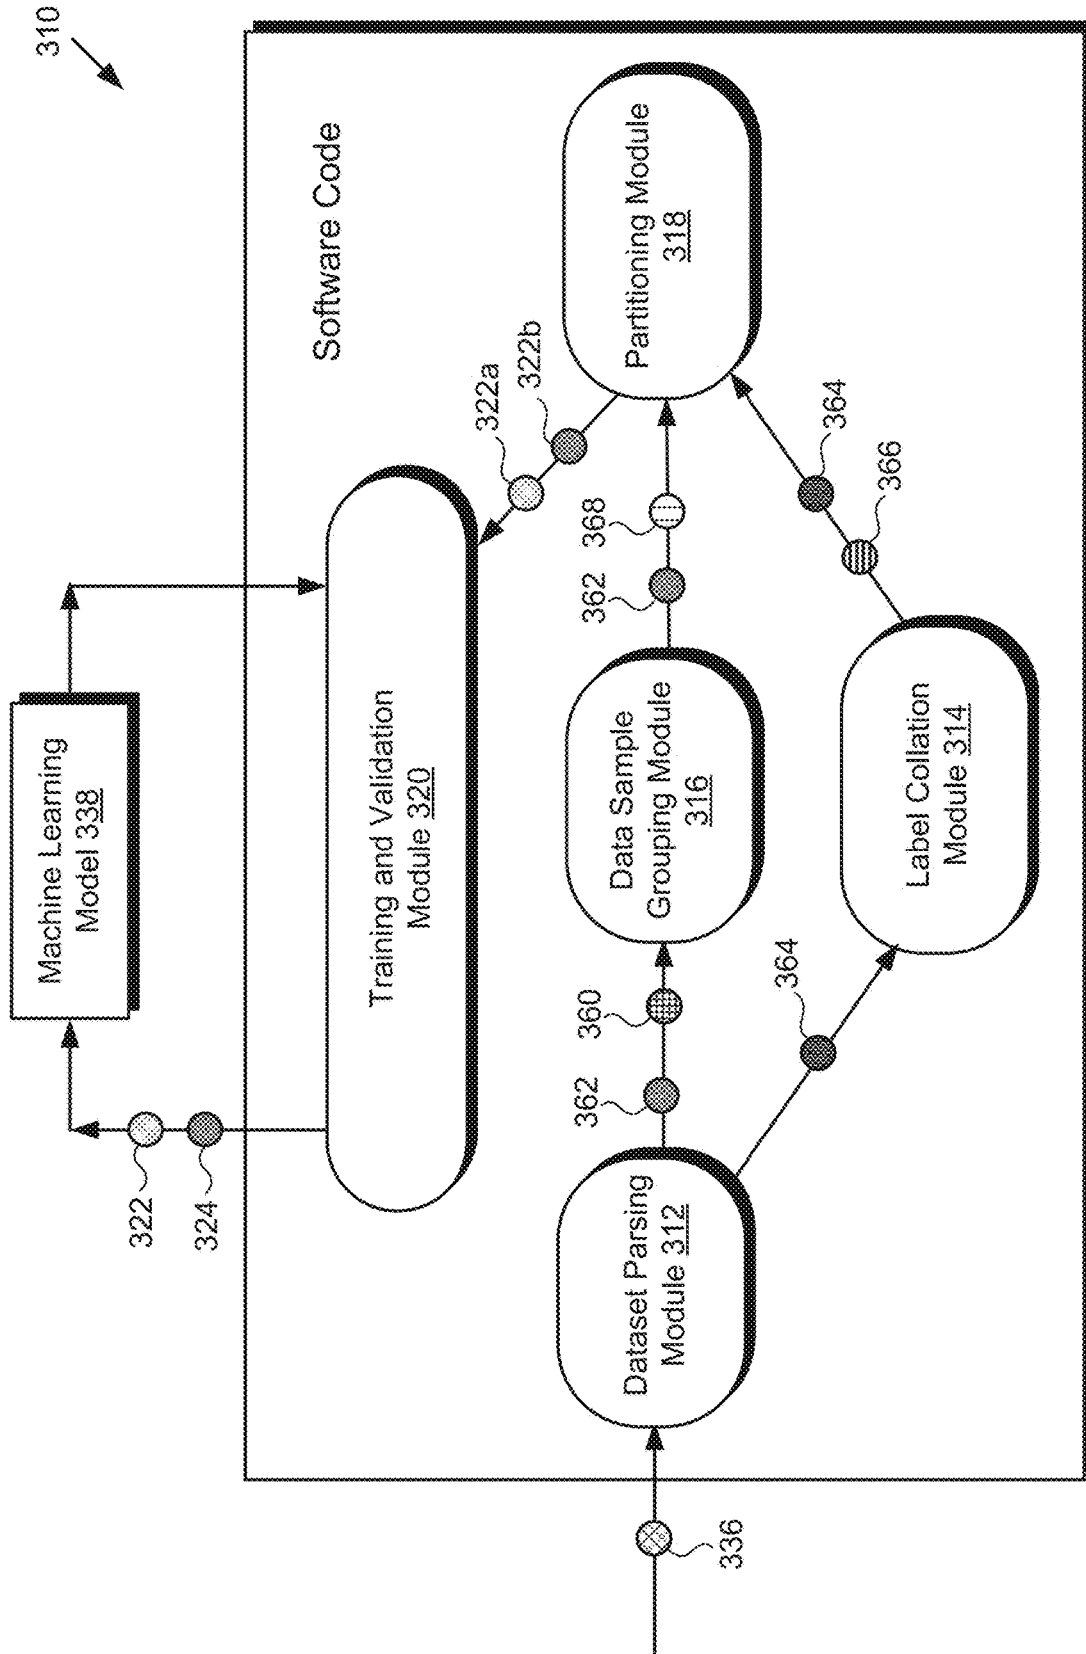 310
Machine Learning
Model 338
322
324
Software Code
Training and Validation
Module 320
322a
322b
Dataset Parsing
Module 312
362
360
Data Sample
Grouping Module
316
362
368
Partitioning Module
318
336
364
Label Collation
Module 314
364
366